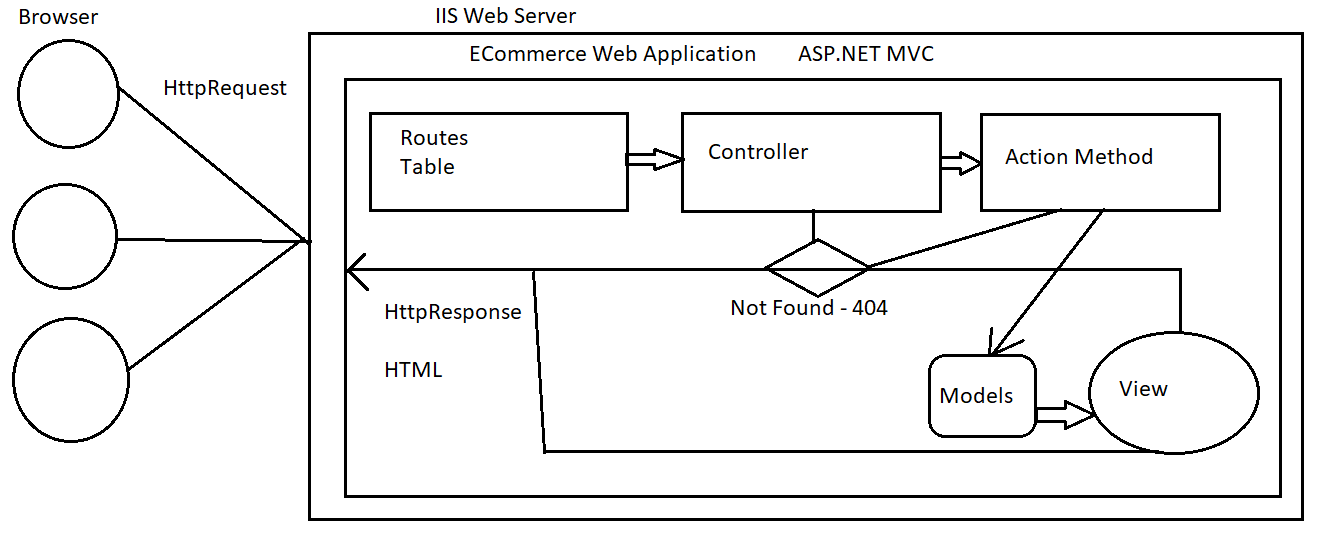 Browser
IIS Web Server
ECommerce Web Application ASP.NET MVC
HttpRequest
Routes
Table
Controller
Action Method
Not Found - 404
HttpResponse
HTML
Models
View